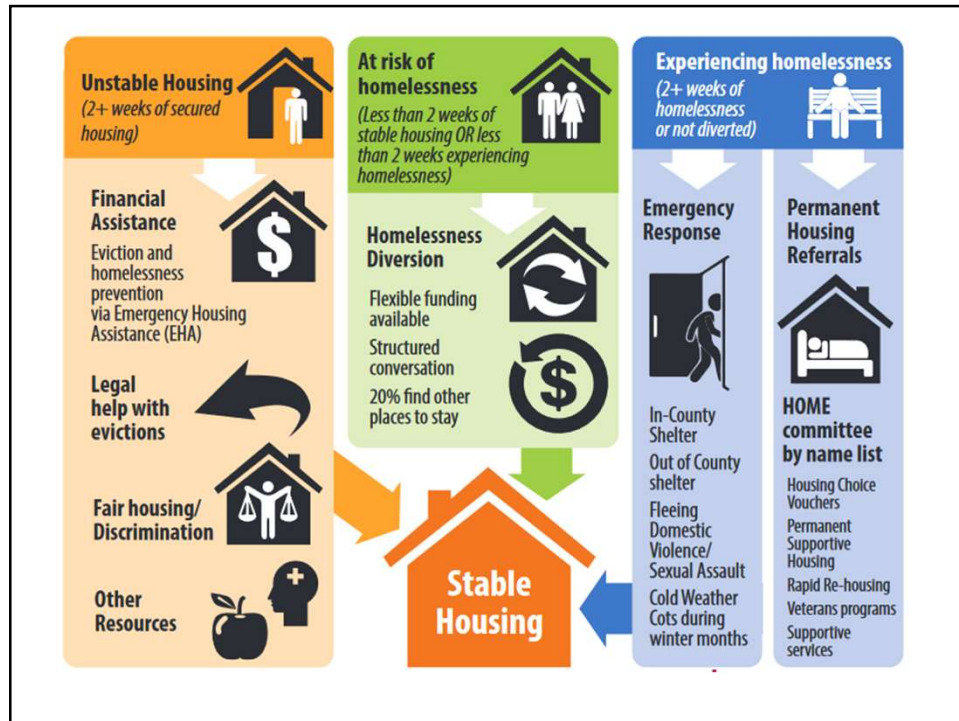 Unstable Housing
(2+ weeks of secured
housing)
Financial
Assistance
$
Eviction and
homelessness
prevention
via Emergency Housing
Assistance (EHA)
Legal
help with
evictions
Fair housing/
Discrimination
Other
Resources
At risk of
homelessness
(Less than 2 weeks of
stable housing OR less
than 2 weeks experiencing
homelessness)
Homelessness
Diversion
Flexible funding
available
Structured
conversation
20% find other
places to stay
$
Stable
Housing
Experiencing homelessness
(2+ weeks of
homelessness
or not diverted)
Emergency
Response
In-County
Shelter
Out of County
shelter
Fleeing
Domestic
Violence/
Sexual Assault
Cold Weather
Cots during
winter months
Permanent
Housing
Referrals
HOME
committee
by name list
Housing Choice
Vouchers
Permanent
Supportive
Housing
Rapid Re-housing
Veterans programs
Supportive
services